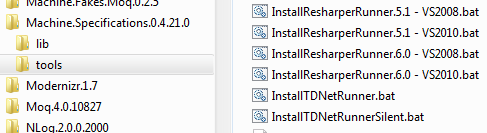 Machine.Fakes.Moq.0.2.5
Machine.Specifications.0.4.21.0
lib
tools
Modernizr.1.7
Moq.4.0.10827
NLog.2.0.0.2000
InstallResharperRunner.5.1 - VS2008.bat
InstallResharperRunner.5.1 - VS2010.bat
InstallResharperRunner.6.0 - VS2008.bat
InstallResharperRunner.6.0 - VS2010.bat
InstallTDNetRunner.bat
InstallTDNetRunnerSilent.bat